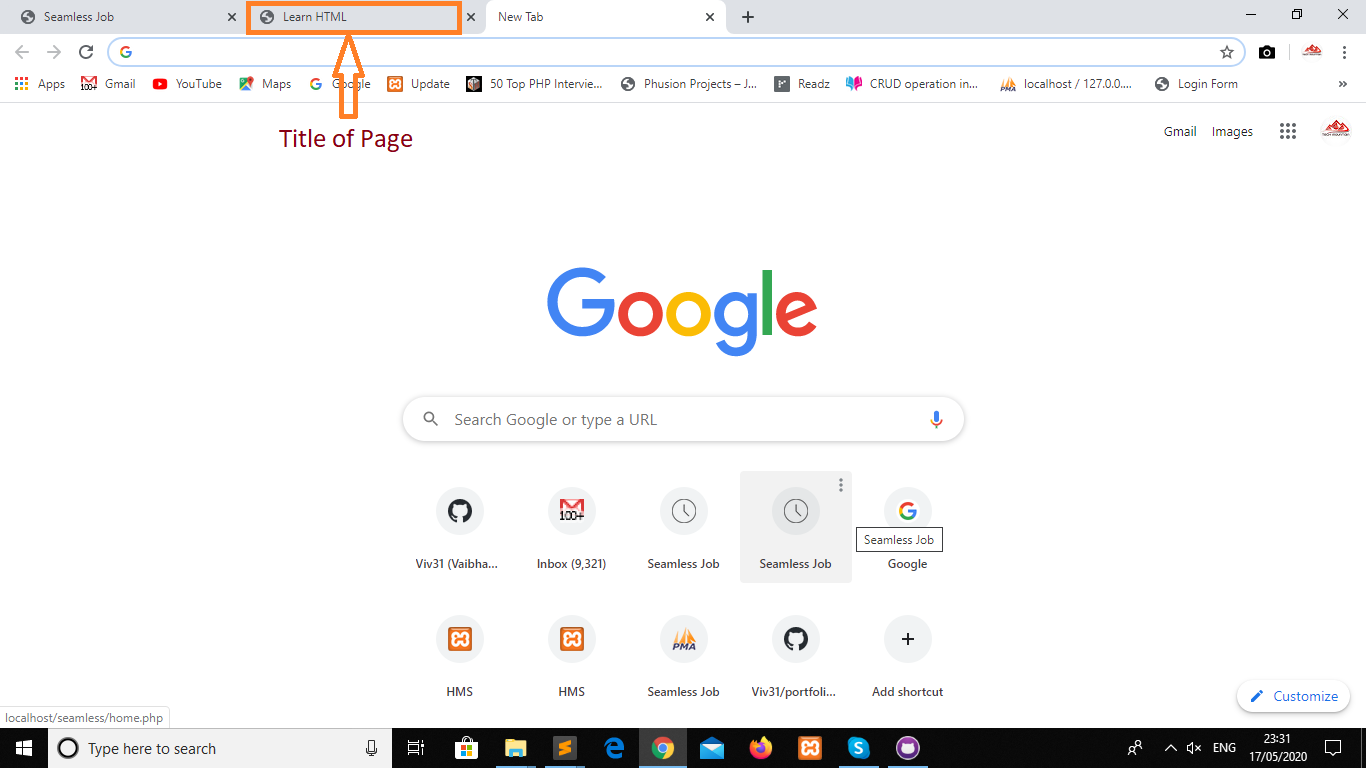 Seamless Job
Learn HTML
New Tab
Apps
100+
Gmail
YouTube
Maps
Google
Update
50 Top PHP Intervie...
Phusion Projects – J...
Readz
CRUD operation in...
PMA
localhost / 127.0.0....
Login Form
»
Title of Page
Gmail
Images
Google
Search Google or type a URL
100+
Viv31 (Vaibha...
Inbox (9,321)
Seamless Job
Seamless Job
Seamless Job
Google
PMA
HMS
HMS
Seamless Job
Viv31/portfoli...
Add shortcut
Customize
localhost/seamless/home.php
Type here to search
ENG
23:31
17/05/2020